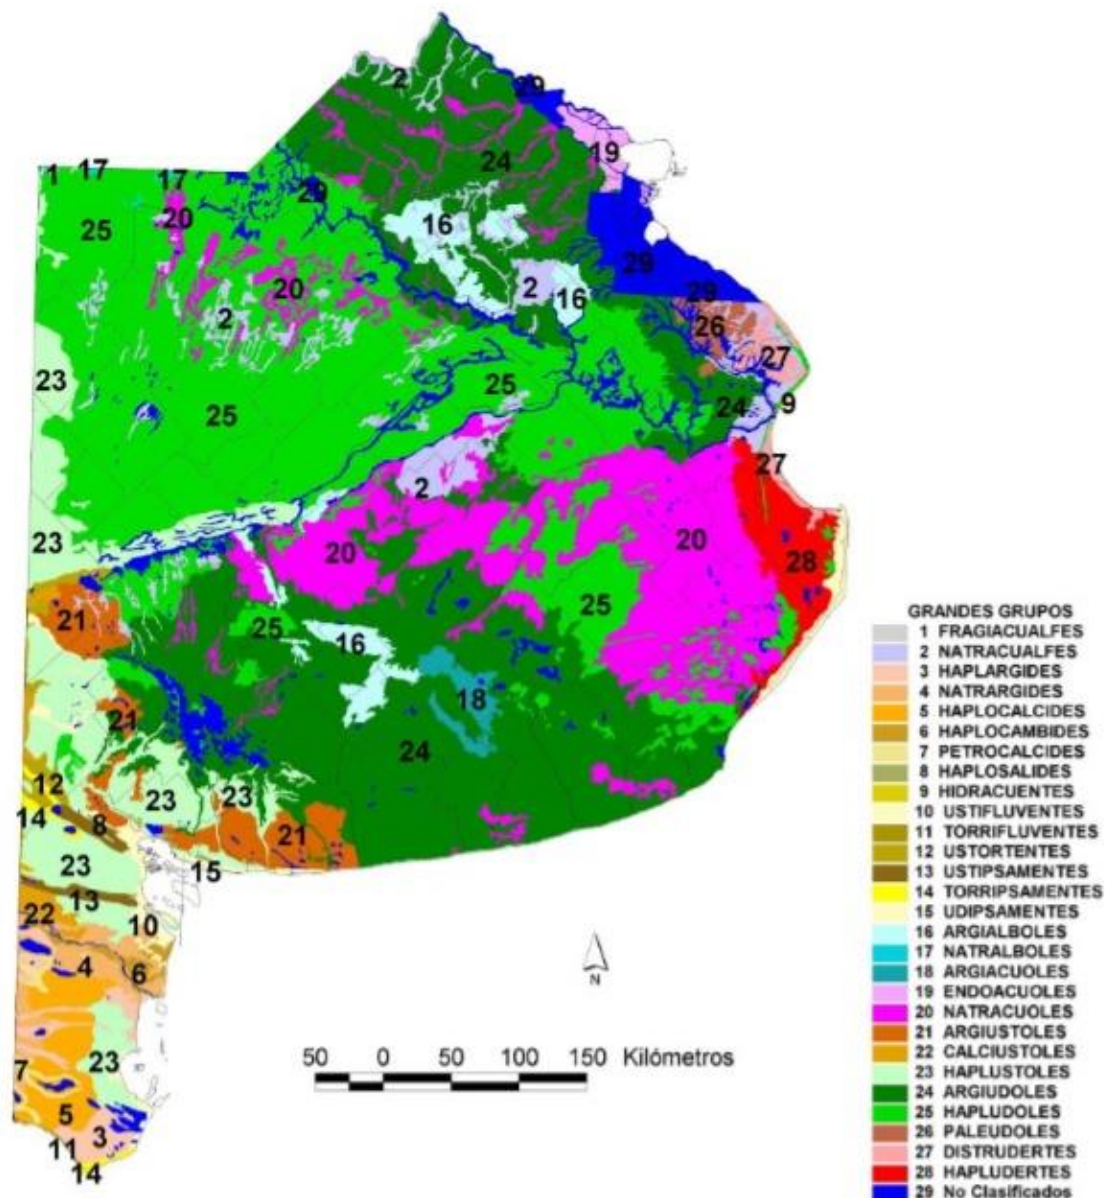 2
29
24
19
1
17
17
29
25
20
16
29
2
20
16
29
2
26
27
23
25
25
24
9
2
27
23
20
20
28
21
25
25
16
18
21
24
12
23
23
14
8
21
23
15
13
22
10
4
6
23
7
5
3
11
14
N
50 0 50 100 150 Kilómetros
GRANDES GRUPOS
1 FRAGIACUALFES
2 NATRACUALFES
3 HAPLARGIDES
4 NATRARGIDES
5 HAPLOCALCIDES
6 HAPLOCAMBIDES
7 PETROCALCIDES
8 HAPLOSALIDES
9 HIDRACUENTES
10 USTIFLUVENTES
11 TORRIFLUVENTES
12 USTORTENTES
13 USTIPSAMENTES
14 TORRIPSAMENTES
15 UDIPSAMENTES
16 ARGIALBOLES
17 NATRALBOLES
18 ARGIACUOLES
19 ENDOACUOLES
20 NATRACUOLES
21 ARGIUSTOLES
22 CALCIUSTOLES
23 HAPLUSTOLES
24 ARGIUDOLES
25 HAPLUDOLES
26 PALEUDOLES
27 DISTRUDERTES
28 HAPLUDERTES
29 No Clasificados